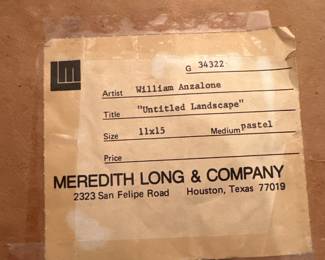 LM
G 34322
Artist William Anzalone
Title "Untitled Landscape"
Size 11x15 Medium pastel
Price
MEREDITH LONG & COMPANY
2323 San Felipe Road Houston, Texas 77019